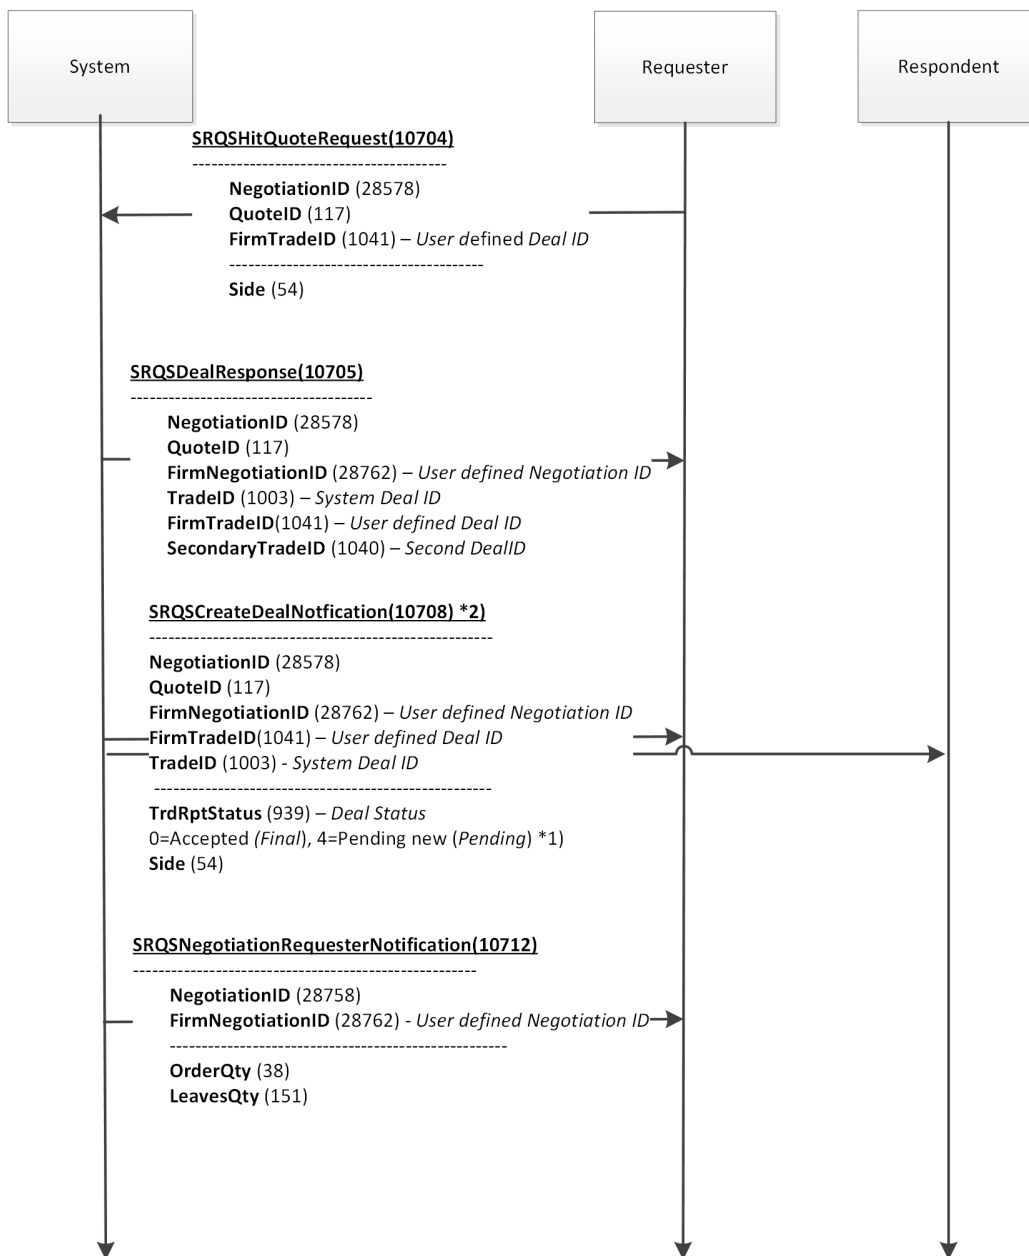 System
Requester
Respondent
SRQSHitQuoteRequest(10704)
----------------------------------------
NegotiationID (28578)
QuoteID (117)
FirmTradeID (1041) – User defined Deal ID
----------------------------------------
Side (54)
SRQSDealResponse(10705)
--------------------------------------
NegotiationID (28578)
QuoteID (117)
FirmNegotiationID (28762) – User defined Negotiation ID
TradeID (1003) – System Deal ID
FirmTradeID(1041) – User defined Deal ID
SecondaryTradeID (1040) – Second DealID
SRQSCreateDealNotfication(10708) *2)
------------------------------------------------------
NegotiationID (28578)
QuoteID (117)
FirmNegotiationID (28762) – User defined Negotiation ID
FirmTradeID(1041) – User defined Deal ID
TradeID (1003) - System Deal ID
-----------------------------------------------------
TrdRptStatus (939) – Deal Status
0=Accepted (Final), 4=Pending new (Pending) *1)
Side (54)
SRQSNegotiationRequesterNotification(10712)
------------------------------------------------------
NegotiationID (28758)
FirmNegotiationID (28762) - User defined Negotiation ID
-----------------------------------------------------
OrderQty (38)
LeavesQty (151)